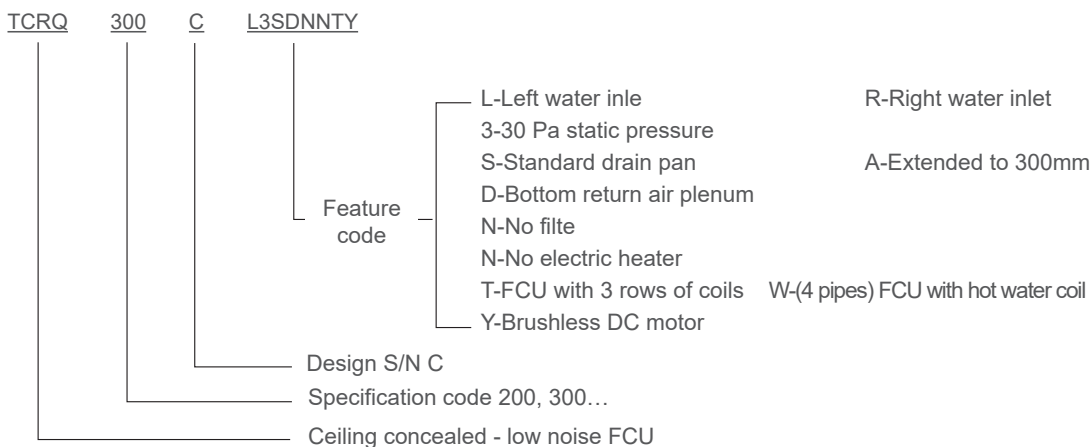 TCRQ 300 C L3SDNNTY
L-Left water inle R-Right water inlet
3-30 Pa static pressure
S-Standard drain pan A-Extended to 300mm
D-Bottom return air plenum
Feature
code
N-No filte
N-No electric heater
T-FCU with 3 rows of coils W-(4 pipes) FCU with hot water coil
Y-Brushless DC motor
Design S/N C
Specification code 200, 300…
Ceiling concealed - low noise FCU